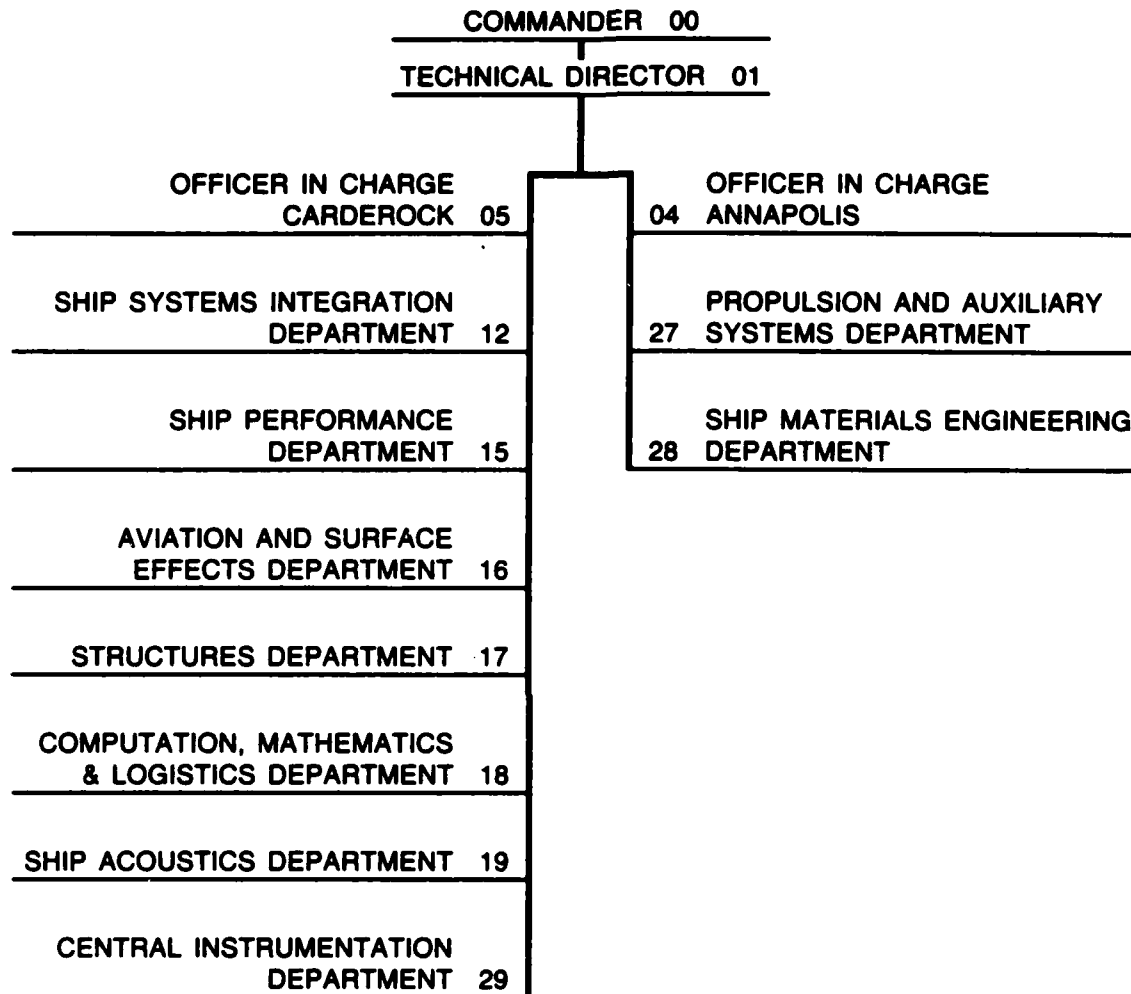 COMMANDER 00
TECHNICAL DIRECTOR 01
OFFICER IN CHARGE
CARDEROCK 05
OFFICER IN CHARGE
04 ANNAPOLIS
SHIP SYSTEMS INTEGRATION
DEPARTMENT 12
PROPULSION AND AUXILIARY
27 SYSTEMS DEPARTMENT
SHIP PERFORMANCE
DEPARTMENT 15
SHIP MATERIALS ENGINEERING
28 DEPARTMENT
AVIATION AND SURFACE
EFFECTS DEPARTMENT 16
STRUCTURES DEPARTMENT 17
COMPUTATION, MATHEMATICS
& LOGISTICS DEPARTMENT 18
SHIP ACOUSTICS DEPARTMENT 19
CENTRAL INSTRUMENTATION
DEPARTMENT 29